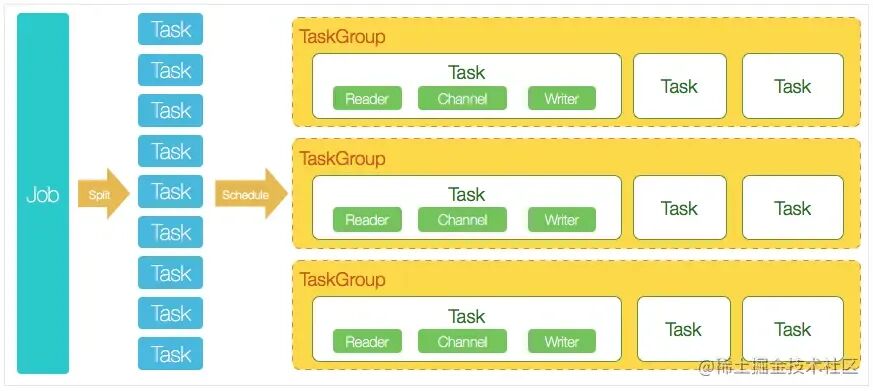 Job
Split
Task
Task
Task
Task
Task
Task
Task
Task
Task
Schedule
TaskGroup
Task
Reader
Channel
Writer
Task
Task
TaskGroup
Task
Reader
Channel
Writer
Task
Task
TaskGroup
Task
Reader
Channel
Writer
Task
Task
@稀土掘金技术社区